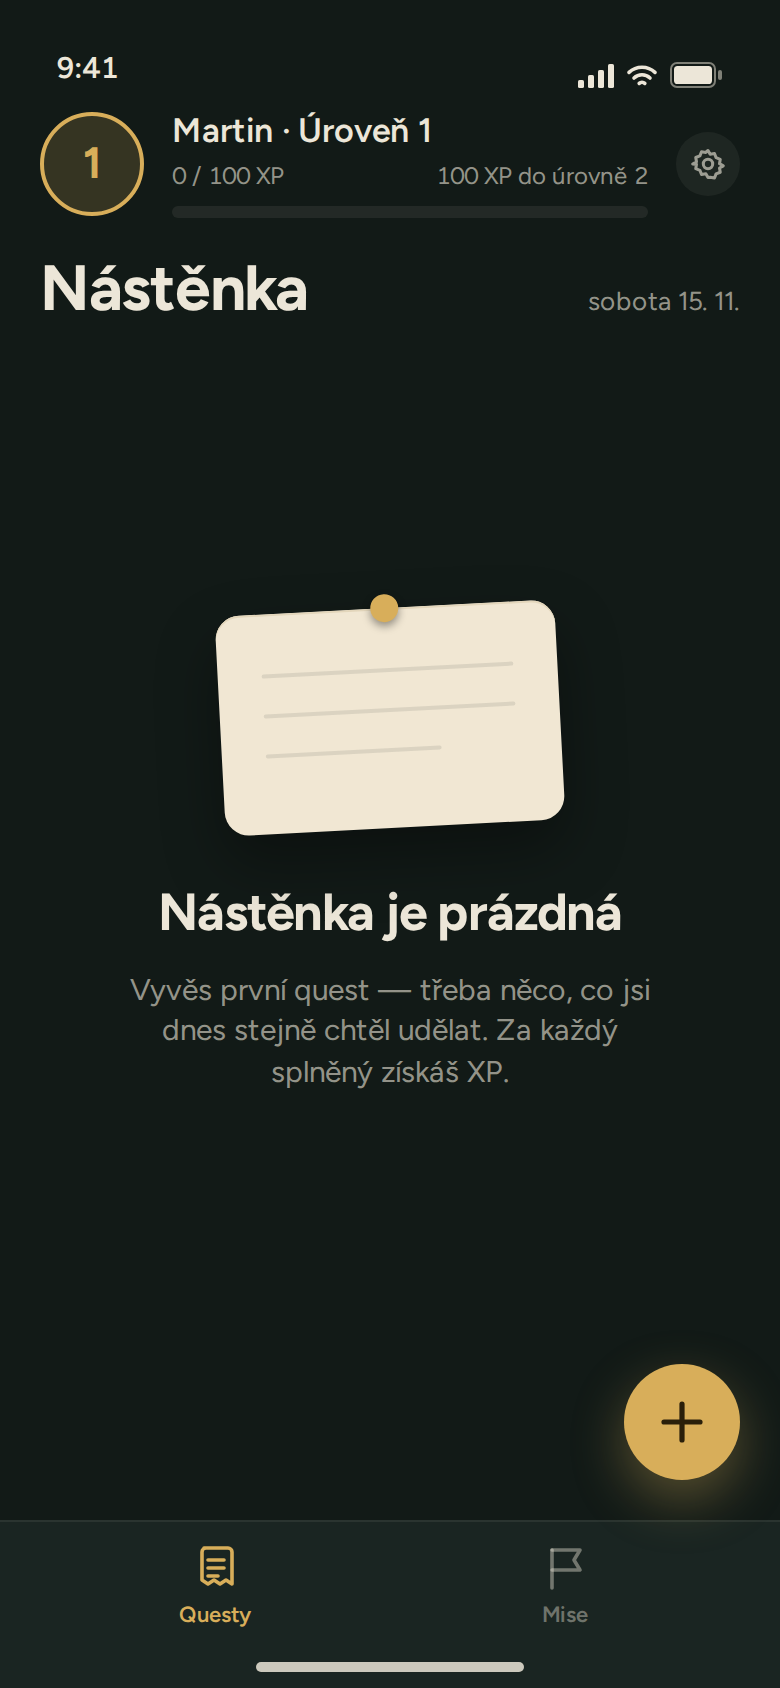 9:41
1
Martin · Úroveň 1
0 / 100 XP
100 XP do úrovně 2
Nástěnka
sobota 15. 11.
Nástěnka je prázdná
Vyvěs první quest — třeba něco, co jsi
dnes stejně chtěl udělat. Za každý
splněný získáš XP.
Questy
Mise